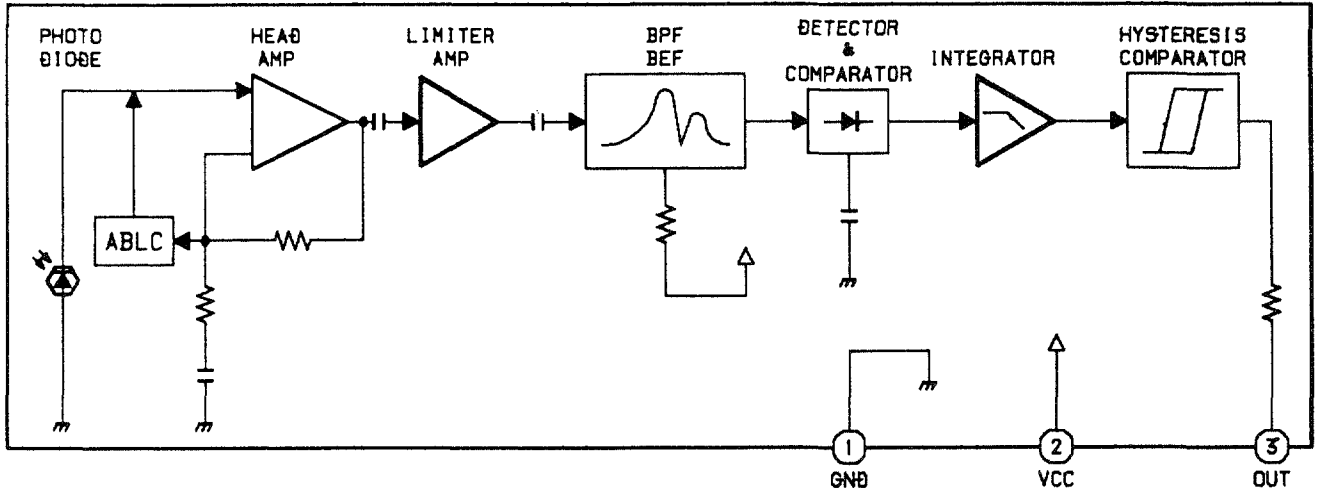 PHOTO
DIODE
HEAD
AMP
LIMITER
AMP
BPF
BEF
DETECTOR
&
COMPARATOR
INTEGRATOR
HYSTERESIS
COMPARATOR
ABLC
1
2
3
GND
VCC
OUT